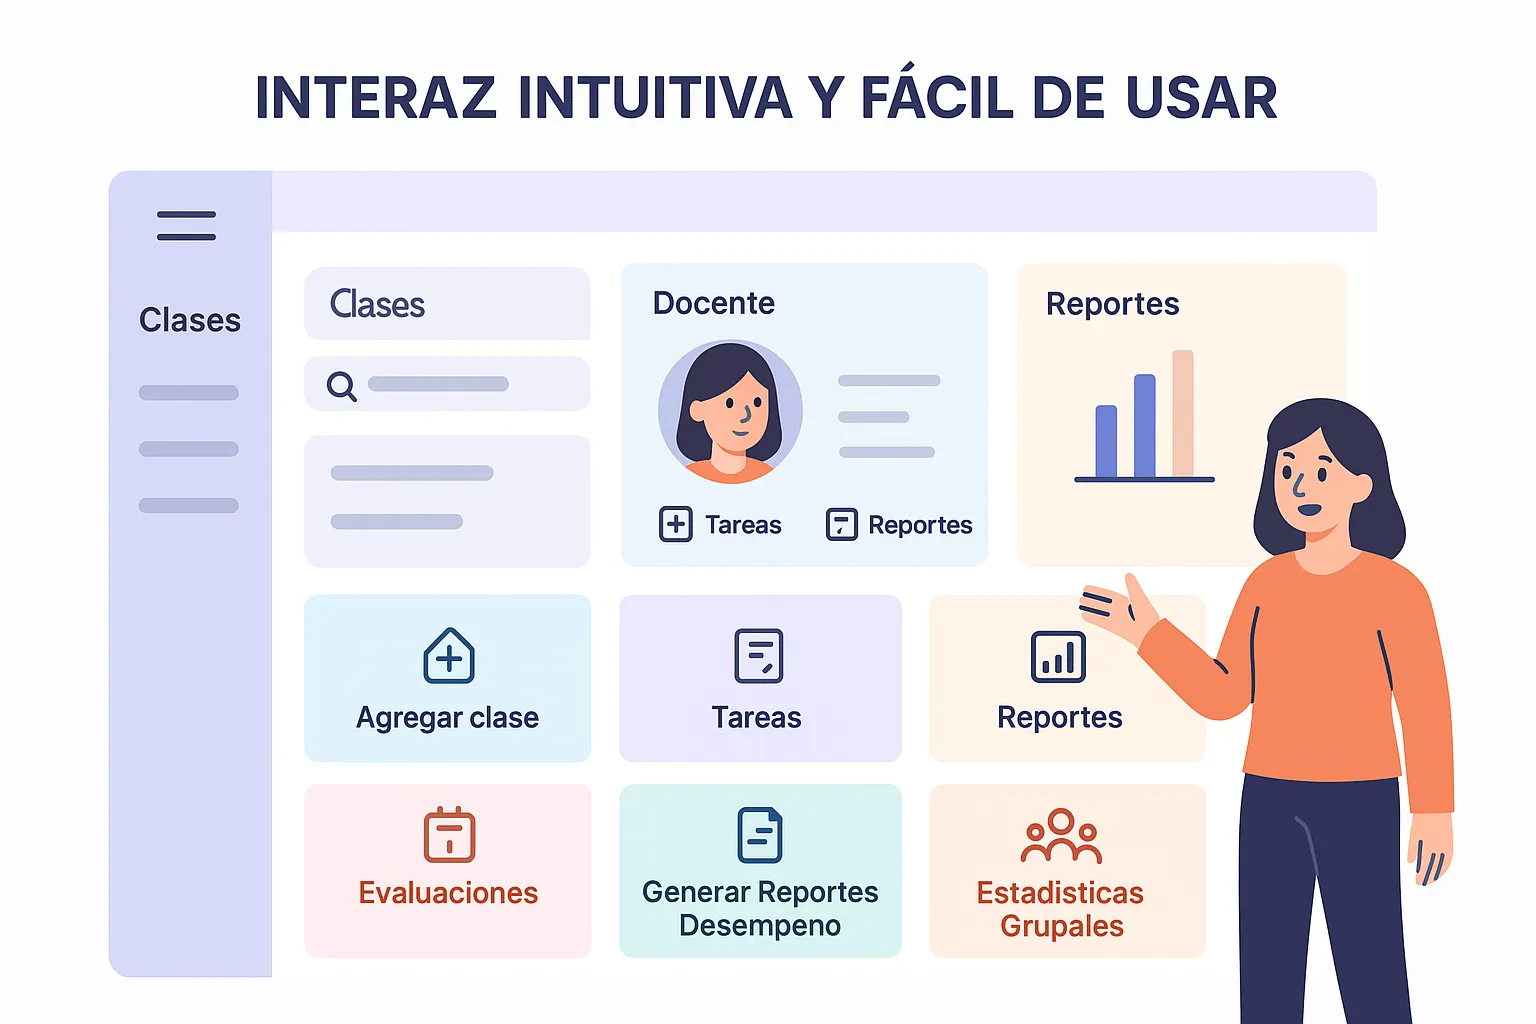 INTERAZ INTUITIVA Y FÁCIL DE USAR
Clases
Clases
Docente
Tareas
Reportes
Reportes
Agregar clase
Tareas
Reportes
Evaluaciones
Generar Reportes
Desempeno
Estadisticas
Grupales